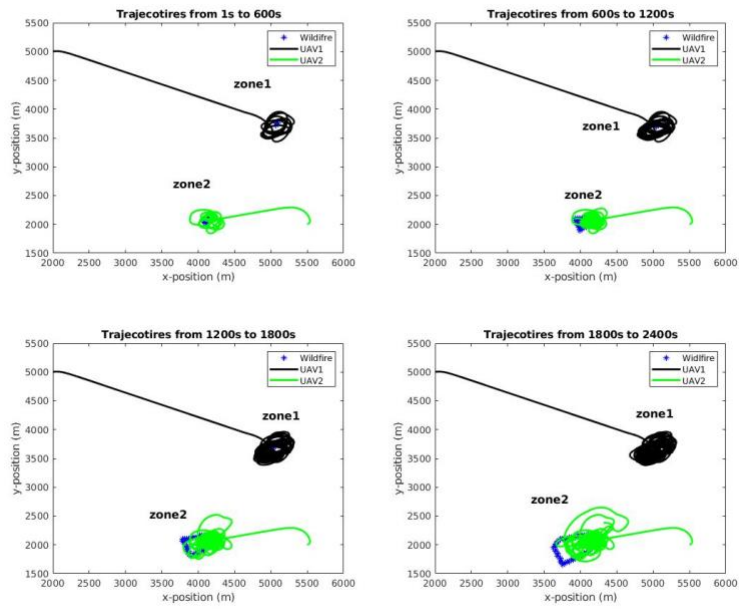 Trajecotires from 1s to 600s
5500
5000
4500
4000
3500
3000
2500
2000
1500
y-position (m)
2000 2500 3000 3500 4000 4500 5000 5500 6000
x-position (m)
Wildfire
UAV1
UAV2
zone1
zone2
Trajecotires from 600s to 1200s
5500
5000
4500
4000
3500
3000
2500
2000
1500
y-position (m)
2000 2500 3000 3500 4000 4500 5000 5500 6000
x-position (m)
Wildfire
UAV1
UAV2
zone1
zone2
Trajecotires from 1200s to 1800s
5500
5000
4500
4000
3500
3000
2500
2000
1500
y-position (m)
2000 2500 3000 3500 4000 4500 5000 5500 6000
x-position (m)
Wildfire
UAV1
UAV2
zone1
zone2
Trajecotires from 1800s to 2400s
5500
5000
4500
4000
3500
3000
2500
2000
1500
y-position (m)
2000 2500 3000 3500 4000 4500 5000 5500 6000
x-position (m)
Widlfire
UAV1
UAV2
zone1
zone2